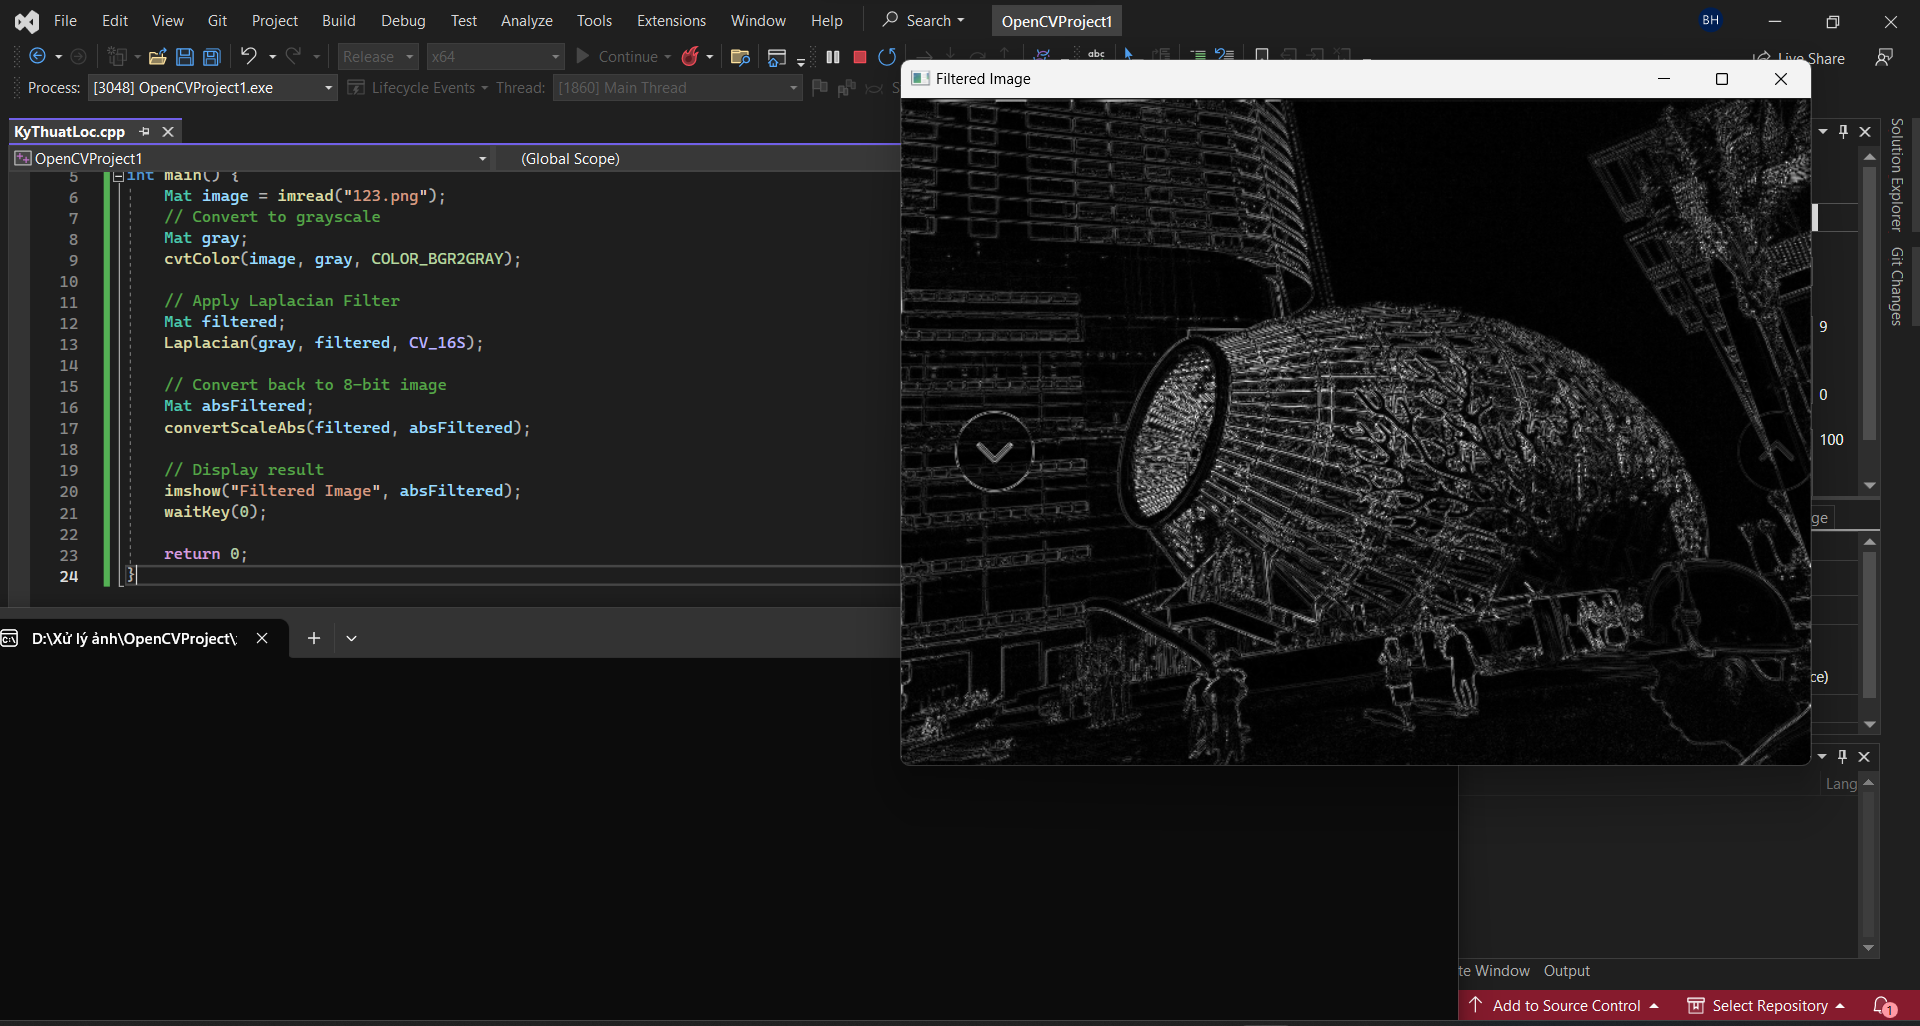 File Edit View Git Project Build Debug Test Analyze Tools Extensions Window Help Search OpenCVProject1 BH
Release x64 Continue abc Live Share
Process: [3048] OpenCVProject1.exe Lifecycle Events Thread: [1860] Main Thread
Filtered Image
KyThuatLoc.cpp
OpenCVProject1 (Global Scope)
5 int main() {
6 Mat image = imread("123.png");
7 // Convert to grayscale
8 Mat gray;
9 cvtColor(image, gray, COLOR_BGR2GRAY);
10
11 // Apply Laplacian Filter
12 Mat filtered;
13 Laplacian(gray, filtered, CV_16S);
14
15 // Convert back to 8-bit image
16 Mat absFiltered;
17 convertScaleAbs(filtered, absFiltered);
18
19 // Display result
20 imshow("Filtered Image", absFiltered);
21 waitKey(0);
22
23 return 0;
24 }
D:\Xử lý ảnh\OpenCVProject\
Solution Explorer
Git Changes
9
0
100
ge
ce)
Lang
te Window Output
Add to Source Control Select Repository 1